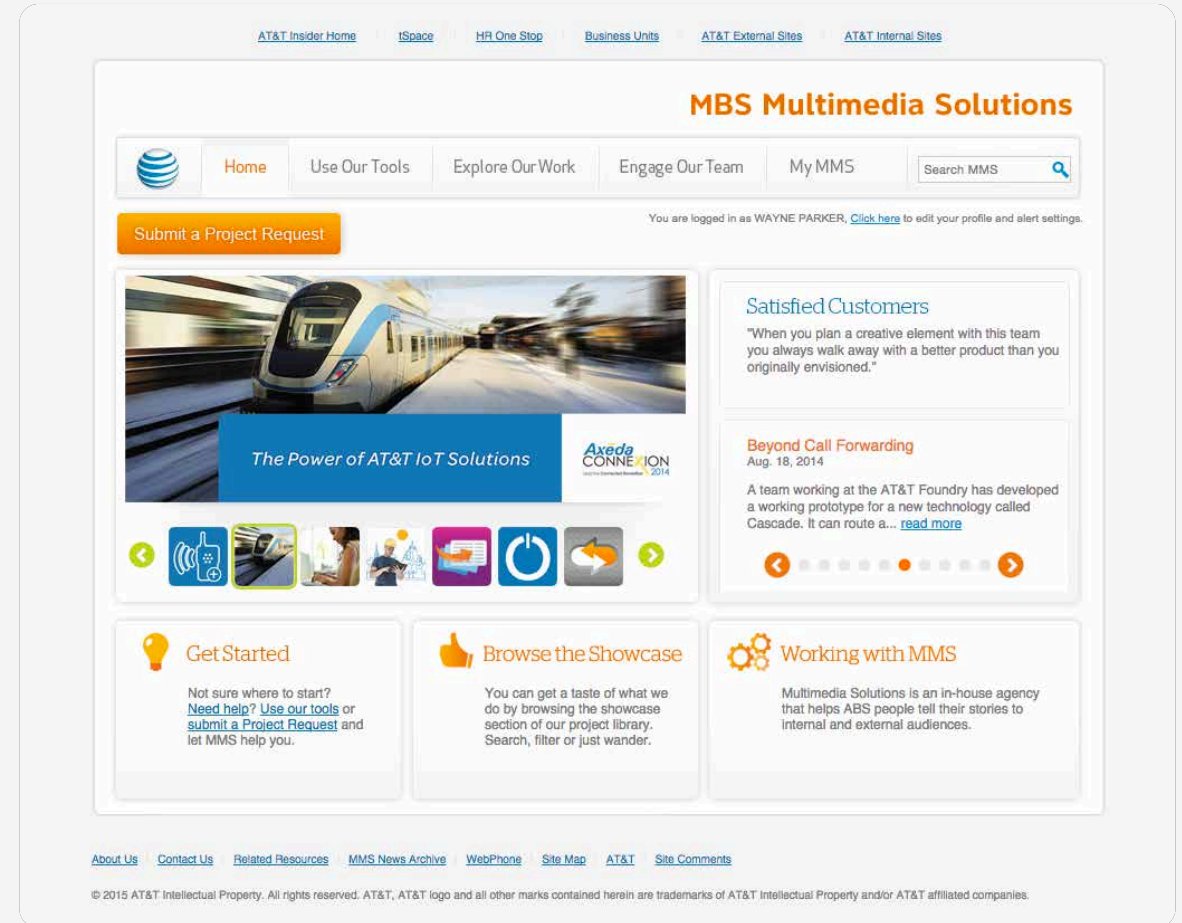 AT&T Insider Home tSpace HR One Stop Business Units AT&T External Sites AT&T Internal Sites
MBS Multimedia Solutions
Home Use Our Tools Explore Our Work Engage Our Team My MMS Search MMS
Submit a Project Request
You are logged in as WAYNE PARKER, Click here to edit your profile and alert settings.
The Power of AT&T IoT Solutions
Axeda
CONNEXION
2014
Satisfied Customers
"When you plan a creative element with this team
you always walk away with a better product than you
originally envisioned."
Beyond Call Forwarding
Aug. 18, 2014
A team working at the AT&T Foundry has developed
a working prototype for a new technology called
Cascade. It can route a... read more
Get Started
Not sure where to start?
Need help? Use our tools or
submit a Project Request and
let MMS help you.
Browse the Showcase
You can get a taste of what we
do by browsing the showcase
section of our project library.
Search, filter or just wander.
Working with MMS
Multimedia Solutions is an in-house agency
that helps ABS people tell their stories to
internal and external audiences.
About Us Contact Us Related Resources MMS News Archive WebPhone Site Map AT&T Site Comments
© 2015 AT&T Intellectual Property. All rights reserved. AT&T, AT&T logo and all other marks contained herein are trademarks of AT&T Intellectual Property and/or AT&T affiliated companies.